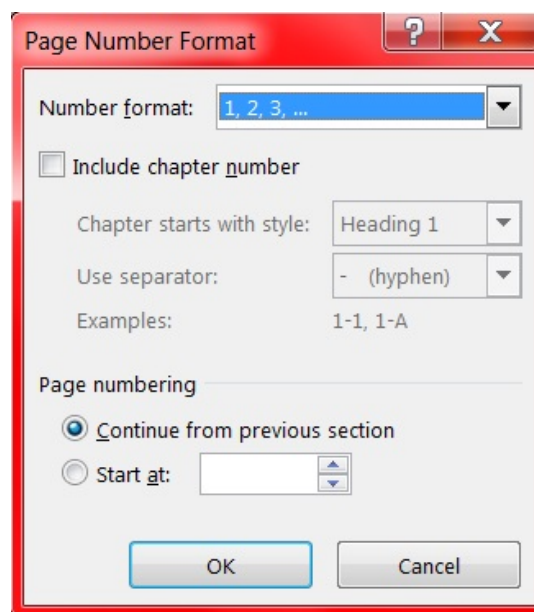 Page Number Format
? X
Number format: 1, 2, 3, ...
Include chapter number
Chapter starts with style: Heading 1
Use separator: - (hyphen)
Examples: 1-1, 1-A
Page numbering
Continue from previous section
Start at:
OK Cancel